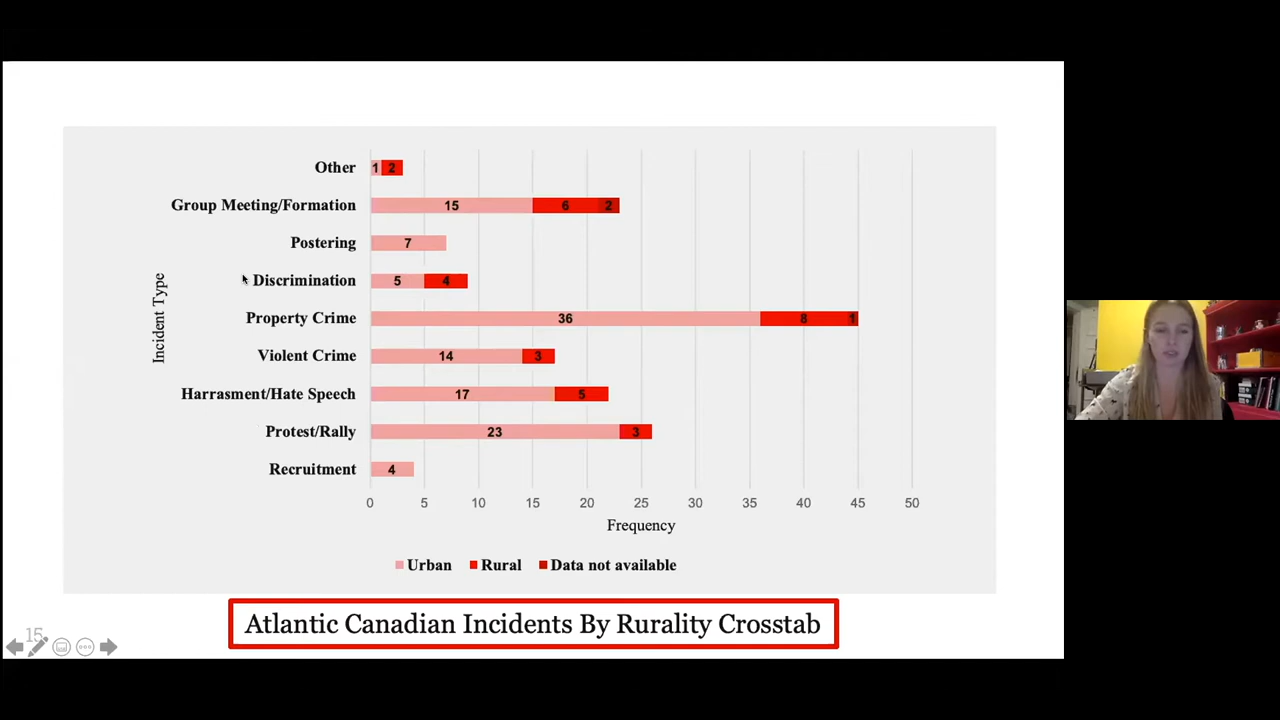 Other 1 2
Group Meeting/Formation 15 6 2
Postering 7
Discrimination 5 4
Property Crime 36 8 1
Violent Crime 14 3
Harrasment/Hate Speech 17 5
Protest/Rally 23 3
Recruitment 4
Incident Type
0 5 10 15 20 25 30 35 40 45 50
Frequency
Urban Rural Data not available
Atlantic Canadian Incidents By Rurality Crosstab
15